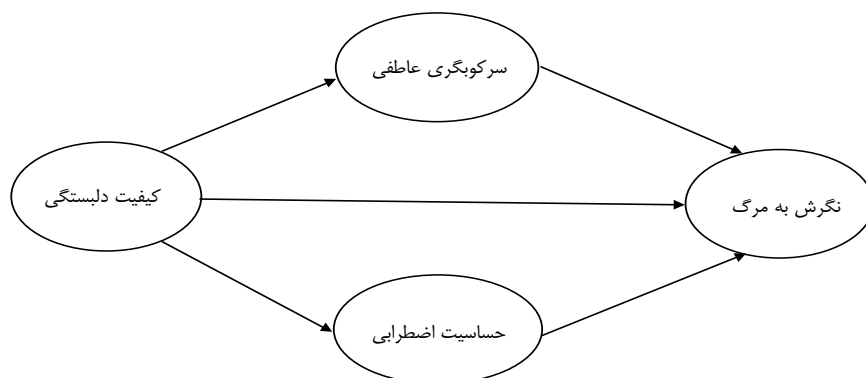 سرکوبگری عاطفی
کیفیت دلبستگی
نگرش به مرگ
حساسیت اضطرابی